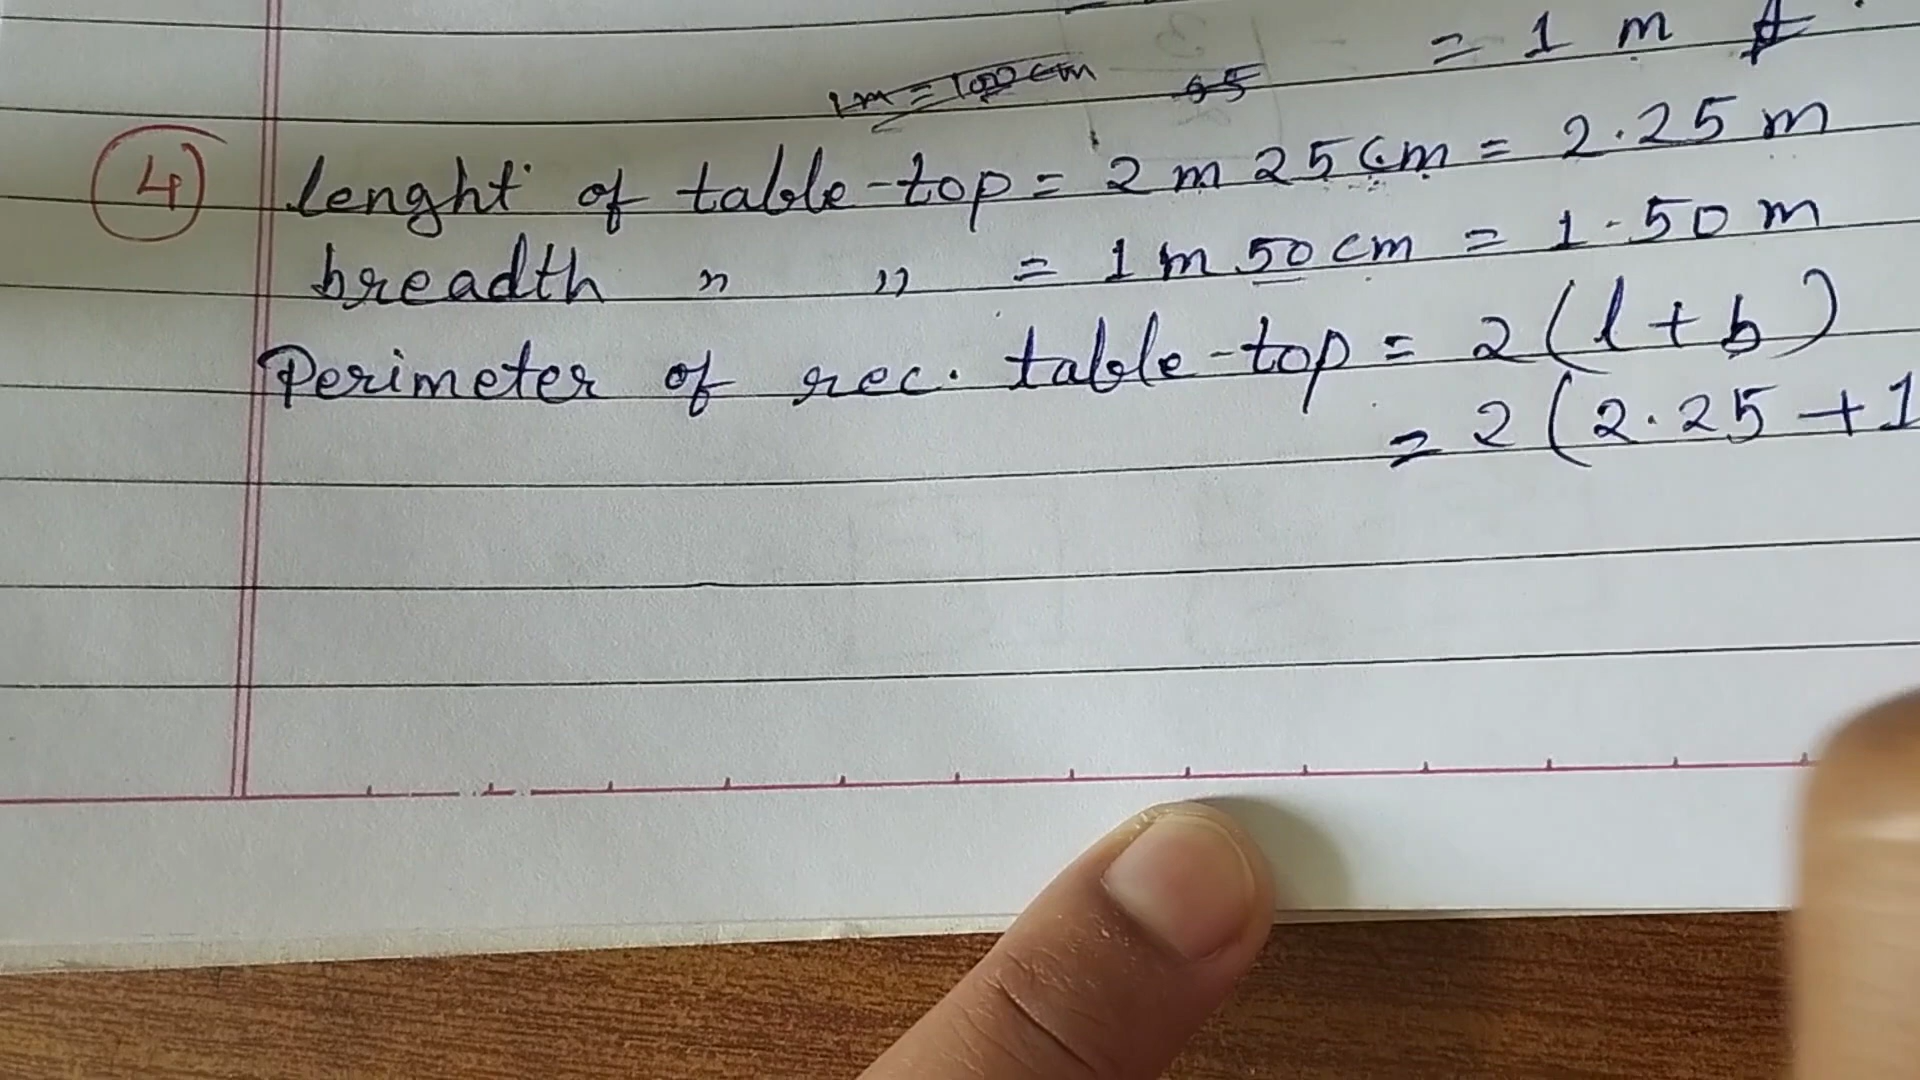 = 1 m
1m = 100 cm
4 lenght of table-top = 2 m 25 cm = 2.25 m
breadth " " = 1 m 50 cm = 1.50 m
Perimeter of rec. table-top = 2 (l + b)
= 2 (2.25 + 1